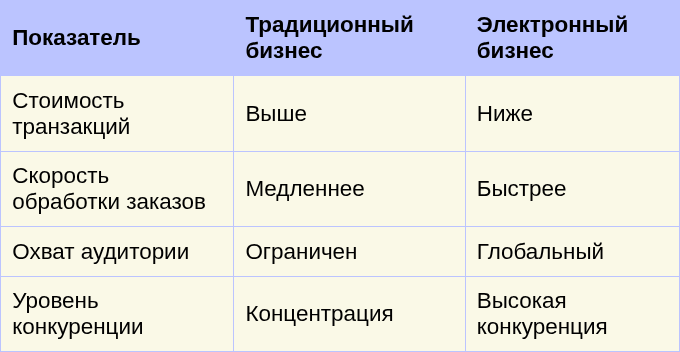 Показатель
Традиционный
бизнес
Электронный
бизнес
Стоимость
транзакций
Выше
Ниже
Скорость
обработки заказов
Медленнее
Быстрее
Охват аудитории
Ограничен
Глобальный
Уровень
конкуренции
Концентрация
Высокая
конкуренция